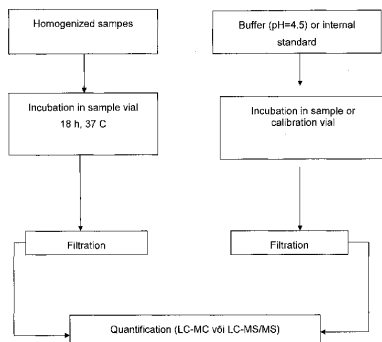 Homogenized sampes
Buffer (pH=4.5) or internal
standard
Incubation in sample vial
18 h, 37 C
Incubation in sample or
calibration vial
Filtration
Filtration
Quantification (LC-MC või LC-MS/MS)